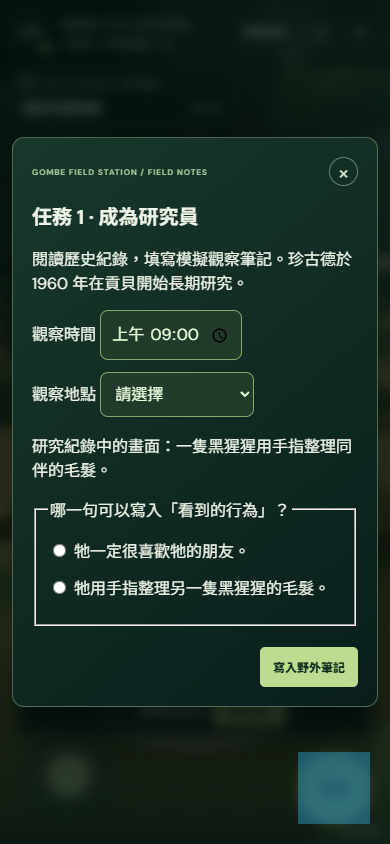 GOMBE FIELD STATION / FIELD NOTES
×
任務 1 · 成為研究員
閱讀歷史紀錄，填寫模擬觀察筆記。珍古德於
1960 年在貢貝開始長期研究。
觀察時間 上午 09:00
觀察地點 請選擇
研究紀錄中的畫面：一隻黑猩猩用手指整理同
伴的毛髮。
哪一句可以寫入「看到的行為」？
牠一定很喜歡牠的朋友。
牠用手指整理另一隻黑猩猩的毛髮。
寫入野外筆記